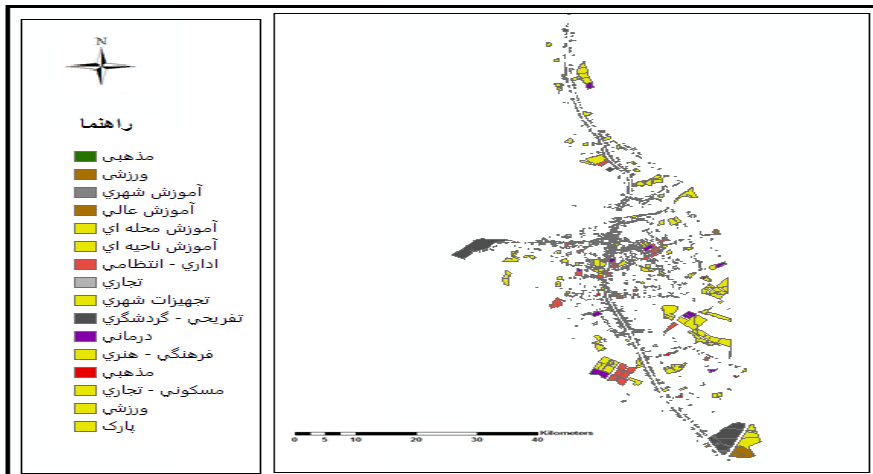 N
راهنما
مذهبی
ورزشی
آموزش شهري
آموزش عالي
آموزش محله اي
آموزش ناحيه اي
اداري - انتظامي
تجاري
تجهيزات شهري
تفريحي - گردشگري
درماني
فرهنگي - هنري
مذهبي
مسكوني - تجاري
ورزشي
پارک
Kilometers
0 5 10 20 30 40